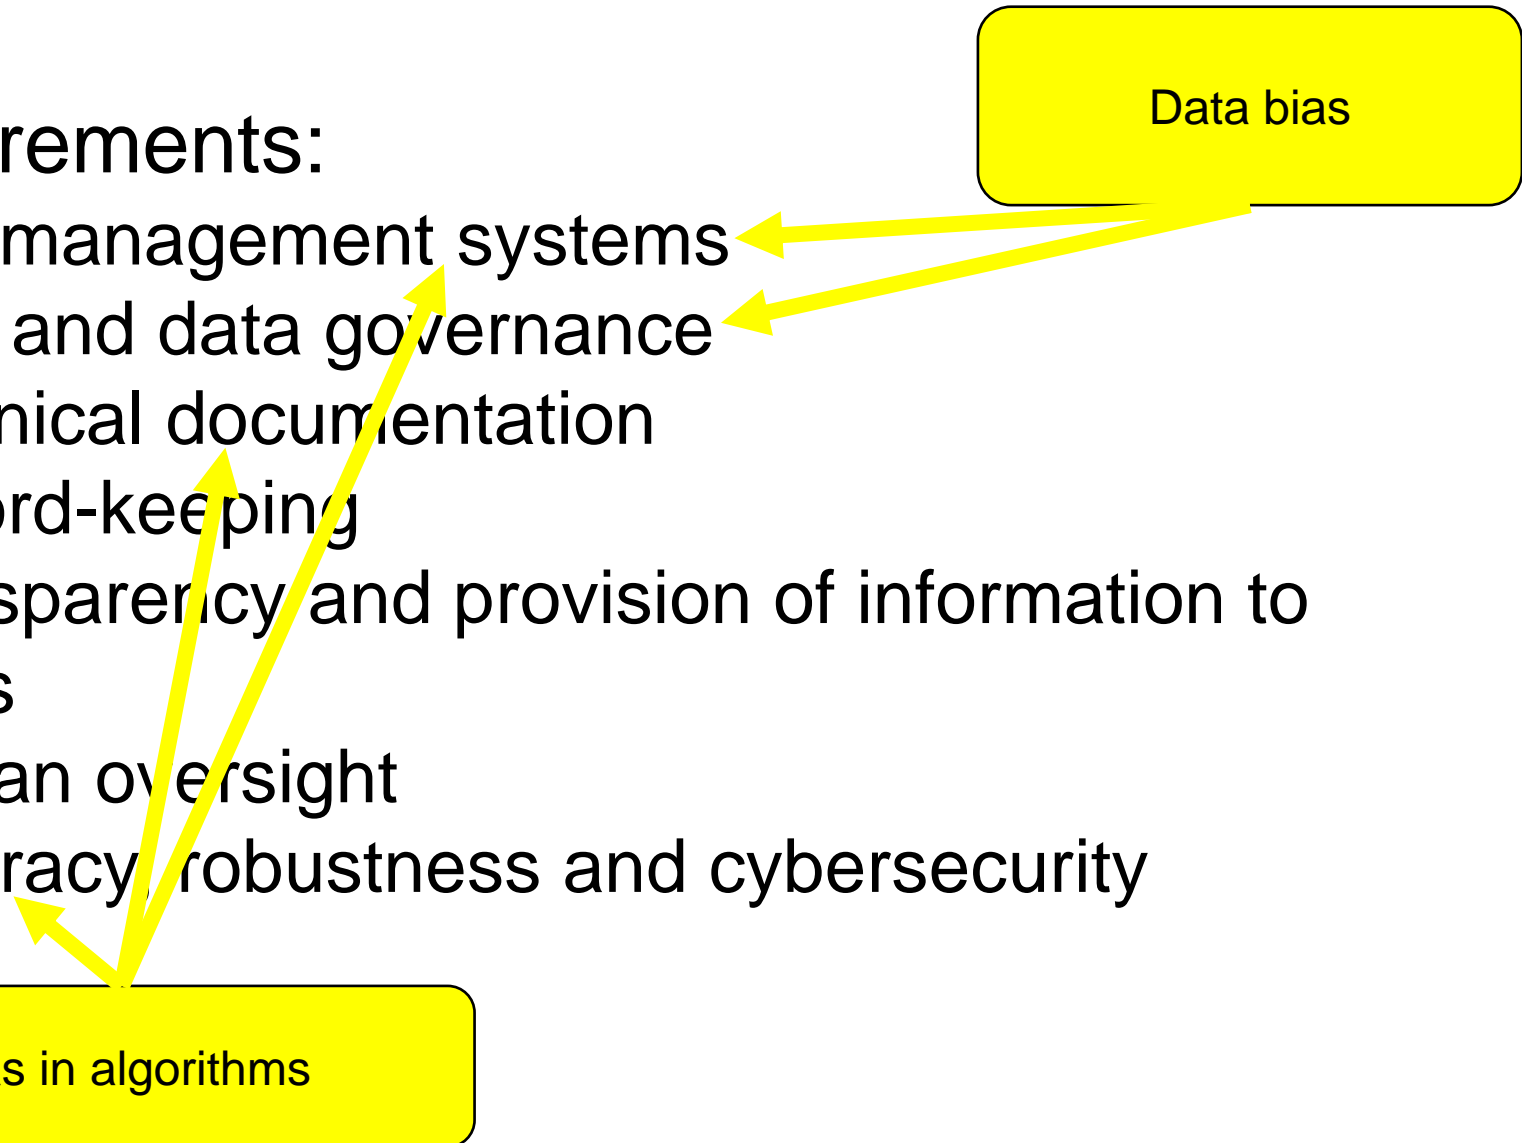 Data bias
rements:
management systems
and data governance
nical documentation
ord-keeping
sparency and provision of information to
s
an oversight
racy, robustness and cybersecurity
s in algorithms